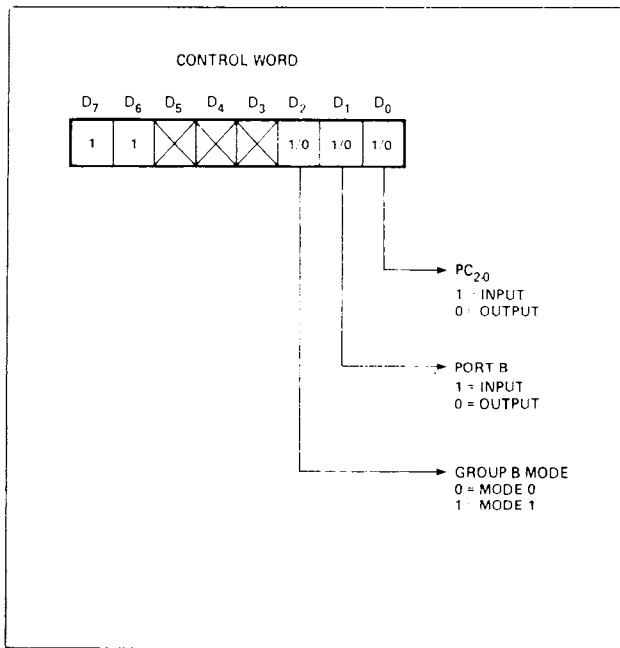 CONTROL WORD
D7 D6 D5 D4 D3 D2 D1 D0
1 1 1/0 1/0 1/0
PC2-0
1 = INPUT
0 = OUTPUT
PORT B
1 = INPUT
0 = OUTPUT
GROUP B MODE
0 = MODE 0
1 = MODE 1